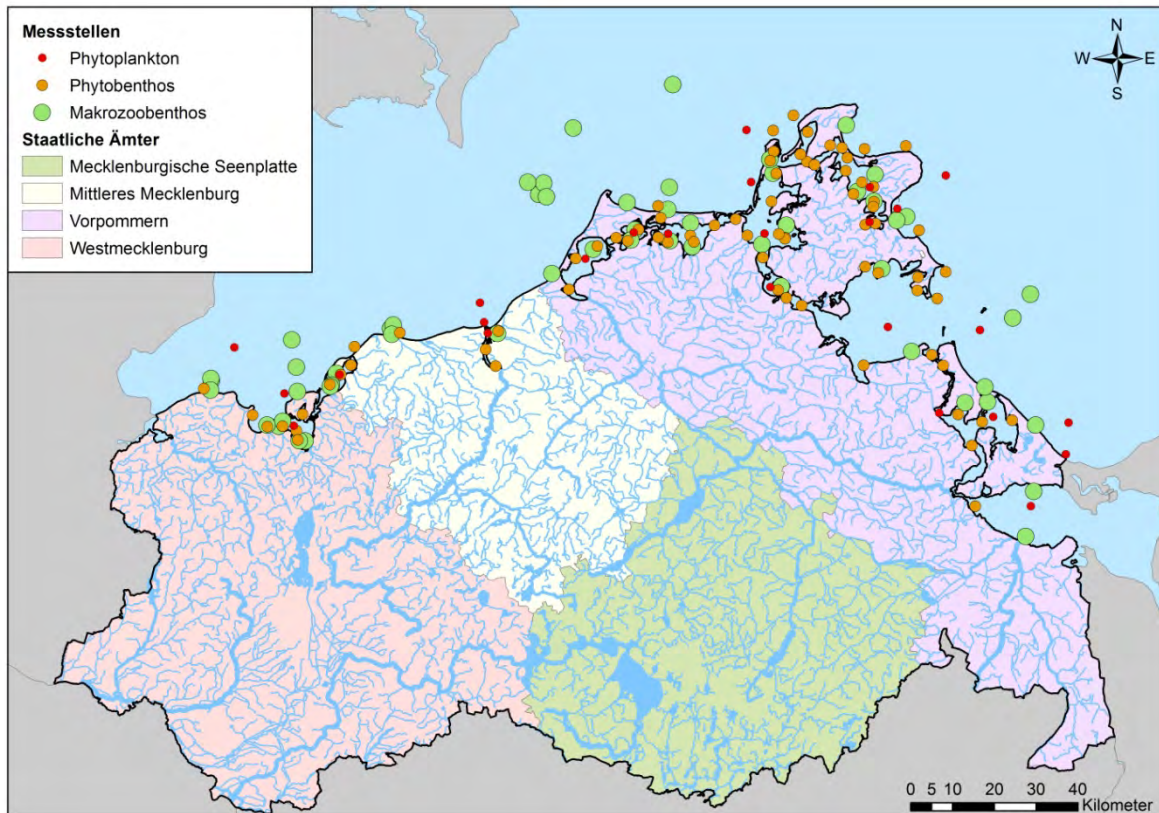 Messstellen
Phytoplankton
Phytobenthos
Makrozoobenthos
Staatliche Ämter
Mecklenburgische Seenplatte
Mittleres Mecklenburg
Vorpommern
Westmecklenburg
N
W E
S
0 5 10 20 30 40
Kilometer